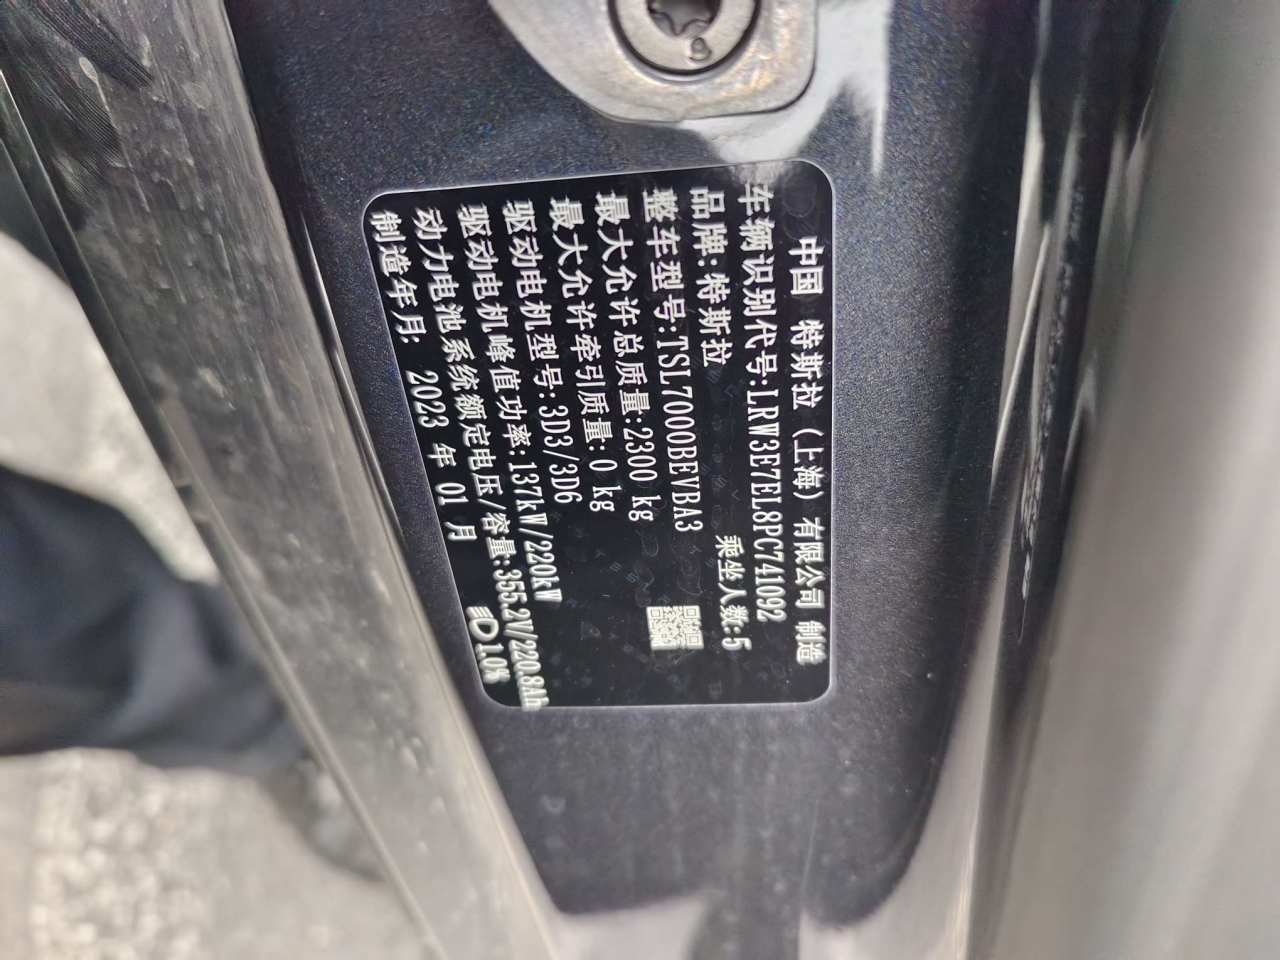 中国 特斯拉 (上海) 有限公司 制造
车辆识别代号:LRW3E7EL8PC741092
品牌:特斯拉 乘坐人数:5
整车型号:TSL7000BEVBA3
最大允许总质量:2300 kg
最大允许牵引质量:0 kg
驱动电机型号:3D3/3D6
驱动电机峰值功率:137kW/220kW
动力电池系统额定电压/容量:355.2V/220.8Ah
制造年月: 2023 年 01 月 1.0%